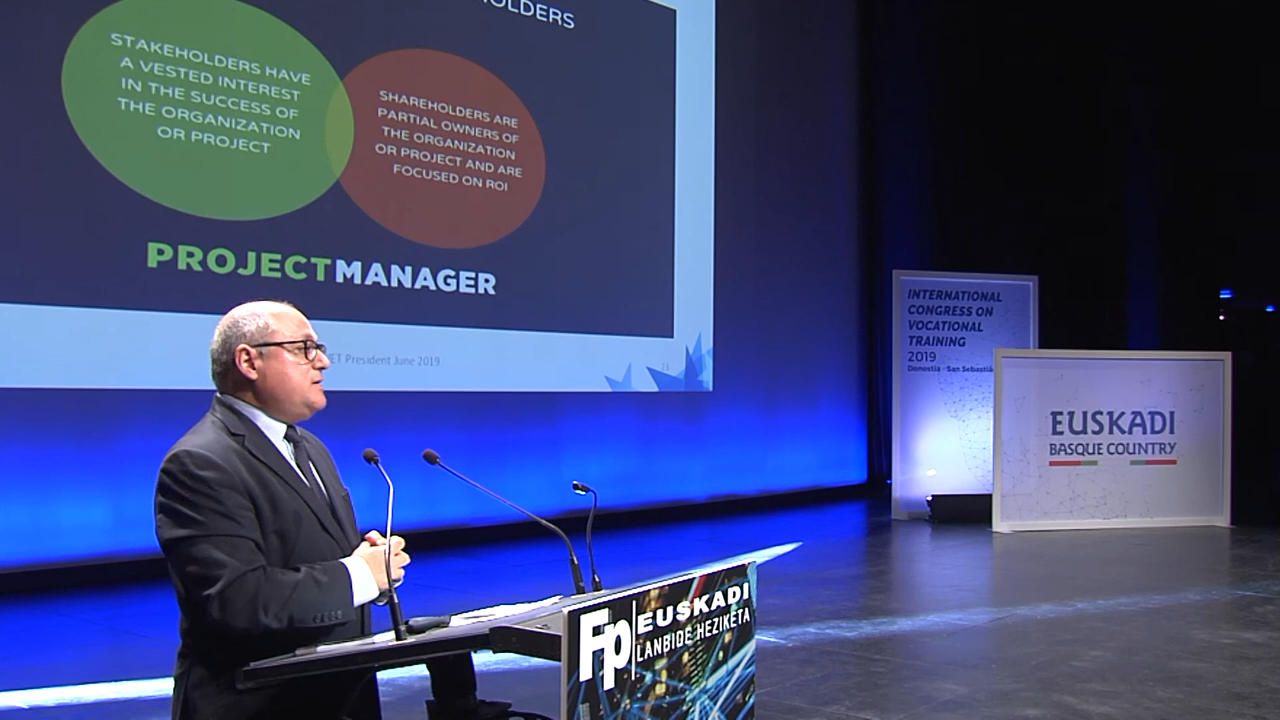 STAKEHOLDERS HAVE
A VESTED INTEREST
IN THE SUCCESS OF
THE ORGANIZATION
OR PROJECT
SHAREHOLDERS ARE
PARTIAL OWNERS OF
THE ORGANIZATION
OR PROJECT AND ARE
FOCUSED ON ROI
PROJECTMANAGER
President June 2019
INTERNATIONAL
CONGRESS ON
VOCATIONAL
TRAINING
2019
Donostia - San
EUSKADI
BASQUE COUNTRY
Fp EUSKADI
LANBIDE HEZIKETA